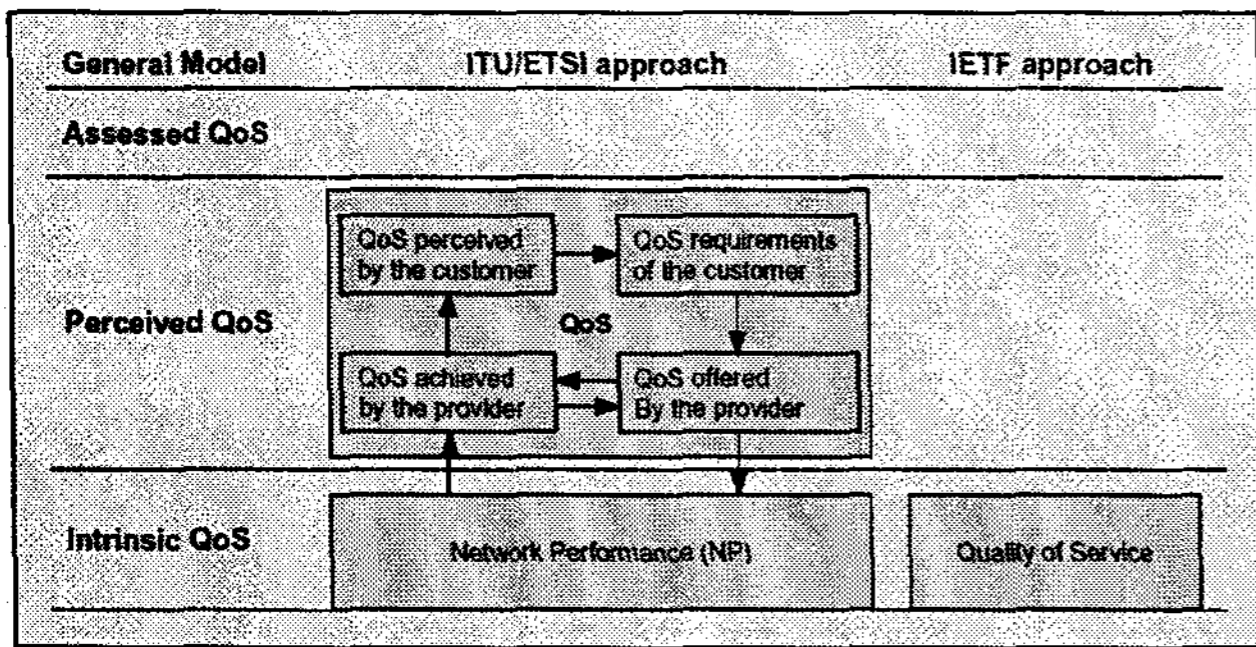 General Model ITU/ETSI approach IETF approach
Assessed QoS
Perceived QoS
QoS perceived
by the customer
QoS requirements
of the customer
QoS
QoS achieved
by the provider
QoS offered
By the provider
Intrinsic QoS
Network Performance (NP)
Quality of Service